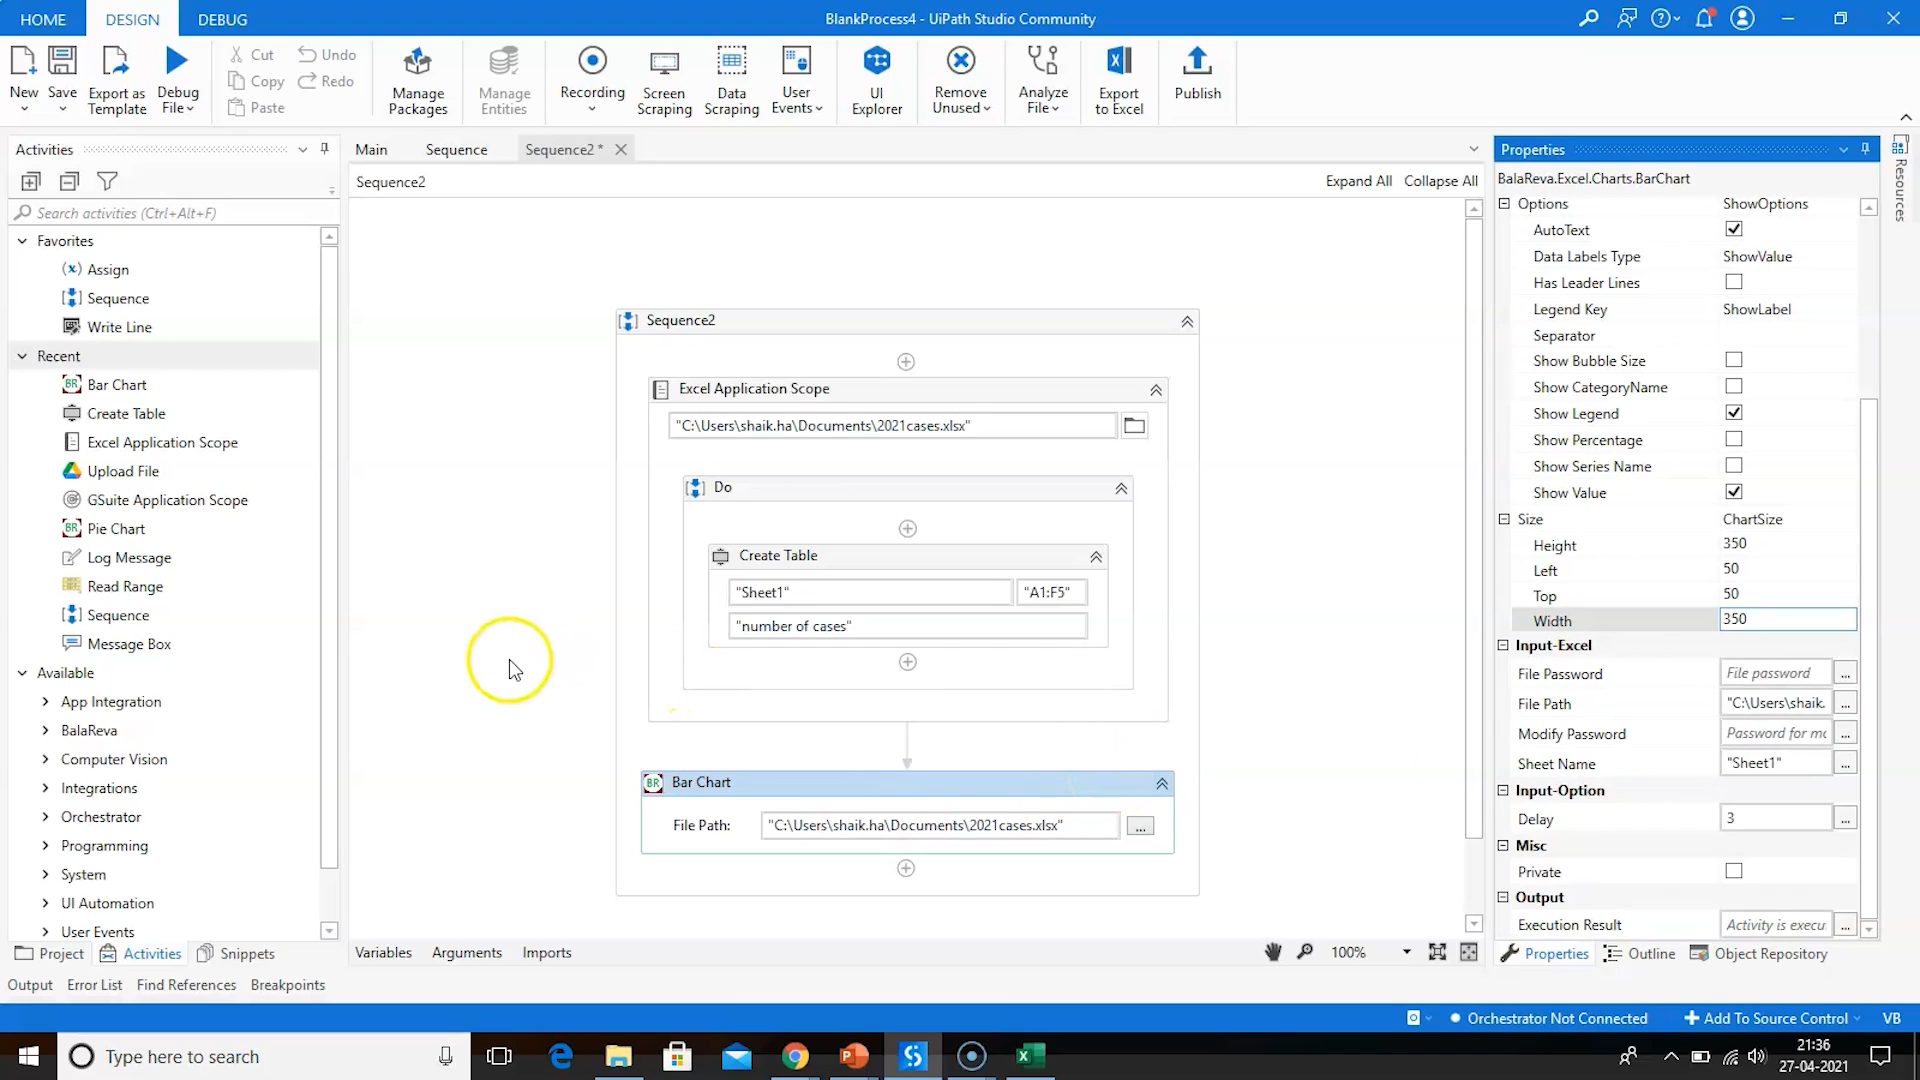 HOME DESIGN DEBUG BlankProcess4 - UiPath Studio Community
New Save Export as Template Debug File Cut Copy Paste Undo Redo Manage Packages Manage Entities Recording Screen Scraping Data Scraping User Events UI Explorer Remove Unused Analyze File Export to Excel Publish
Activities
Search activities (Ctrl+Alt+F)
Favorites
(x) Assign
Sequence
Write Line
Recent
BR Bar Chart
Create Table
Excel Application Scope
Upload File
GSuite Application Scope
BR Pie Chart
Log Message
Read Range
Sequence
Message Box
Available
App Integration
BalaReva
Computer Vision
Integrations
Orchestrator
Programming
System
UI Automation
User Events
Project Activities Snippets
Main Sequence Sequence2 *
Sequence2 Expand All Collapse All
Sequence2
Excel Application Scope
"C:\Users\shaik.ha\Documents\2021cases.xlsx"
Do
Create Table
"Sheet1" "A1:F5"
"number of cases"
BR Bar Chart
File Path: "C:\Users\shaik.ha\Documents\2021cases.xlsx" ...
Variables Arguments Imports 100%
Properties
BalaReva.Excel.Charts.BarChart
Options ShowOptions
AutoText
Data Labels Type ShowValue
Has Leader Lines
Legend Key ShowLabel
Separator
Show Bubble Size
Show CategoryName
Show Legend
Show Percentage
Show Series Name
Show Value
Size ChartSize
Height 350
Left 50
Top 50
Width 350
Input-Excel
File Password File password ...
File Path "C:\Users\shaik. ...
Modify Password Password for mo ...
Sheet Name "Sheet1" ...
Input-Option
Delay 3 ...
Misc
Private
Output
Execution Result Activity is execu ...
Properties Outline Object Repository
Resources
Output Error List Find References Breakpoints
Orchestrator Not Connected Add To Source Control VB
Type here to search
21:36
27-04-2021